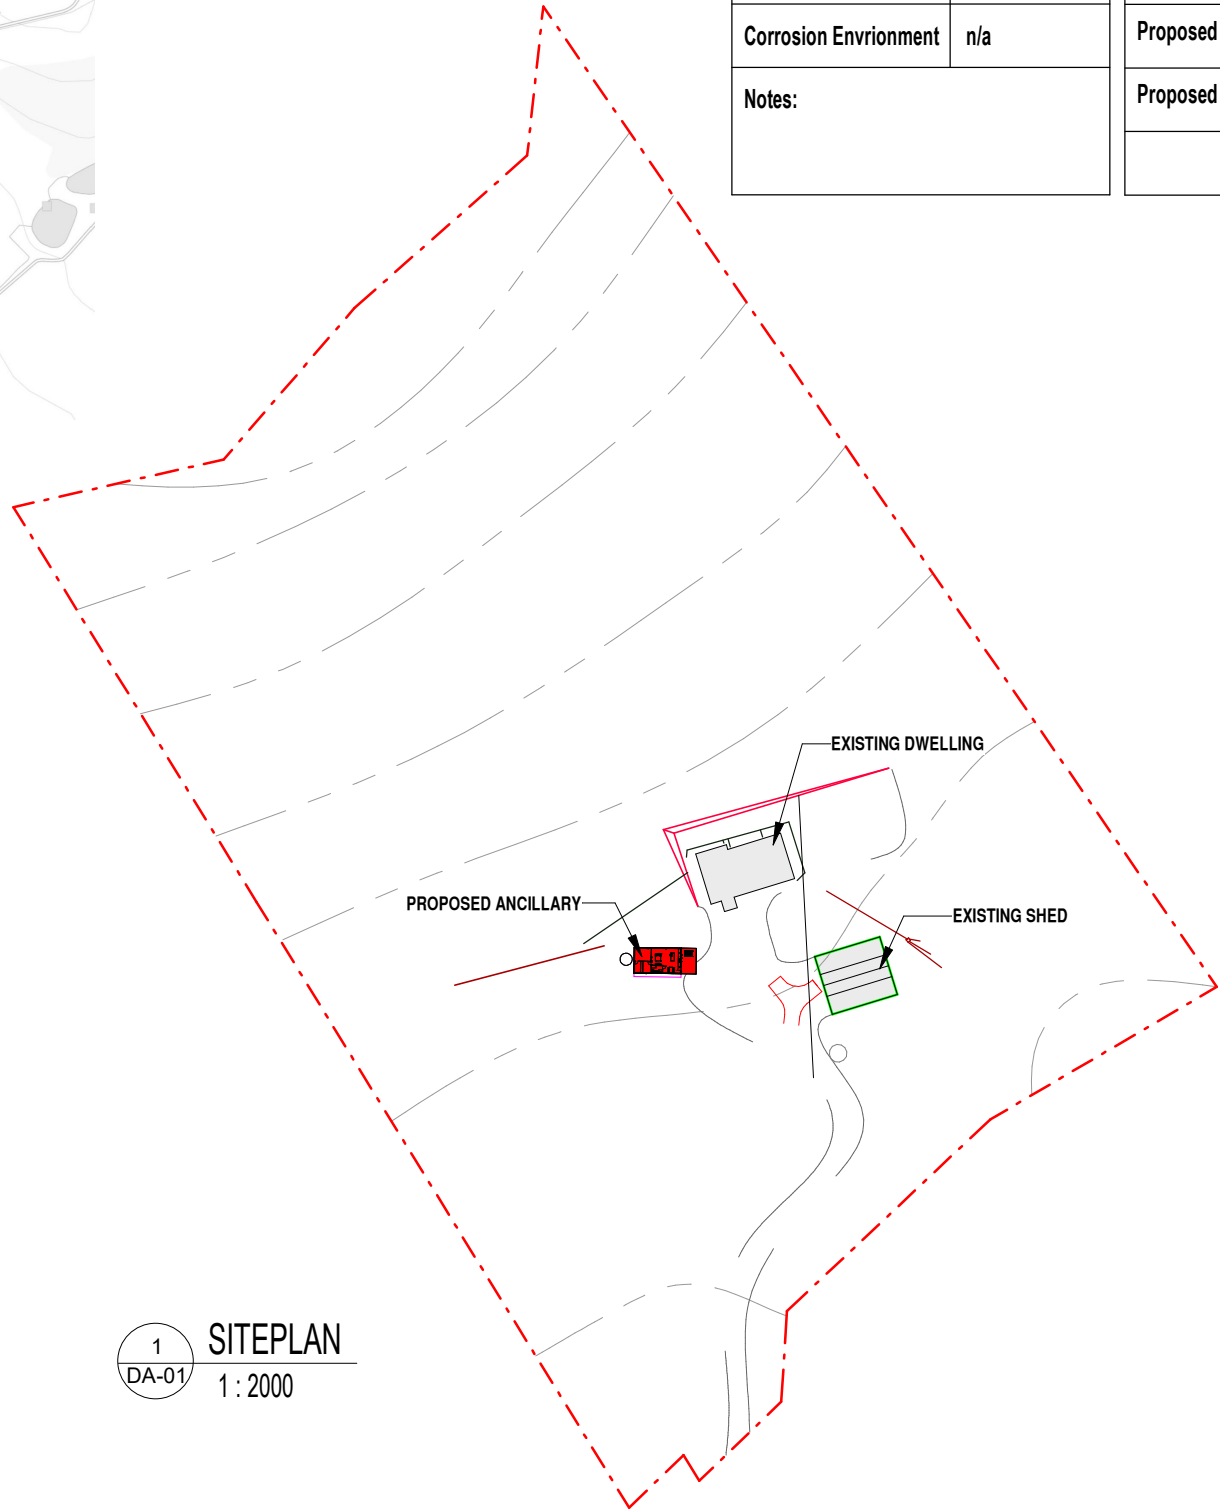 Corrosion Envrionment n/a
Proposed
Notes:
Proposed
EXISTING DWELLING
PROPOSED ANCILLARY
EXISTING SHED
1 SITEPLAN
DA-01 1 : 2000